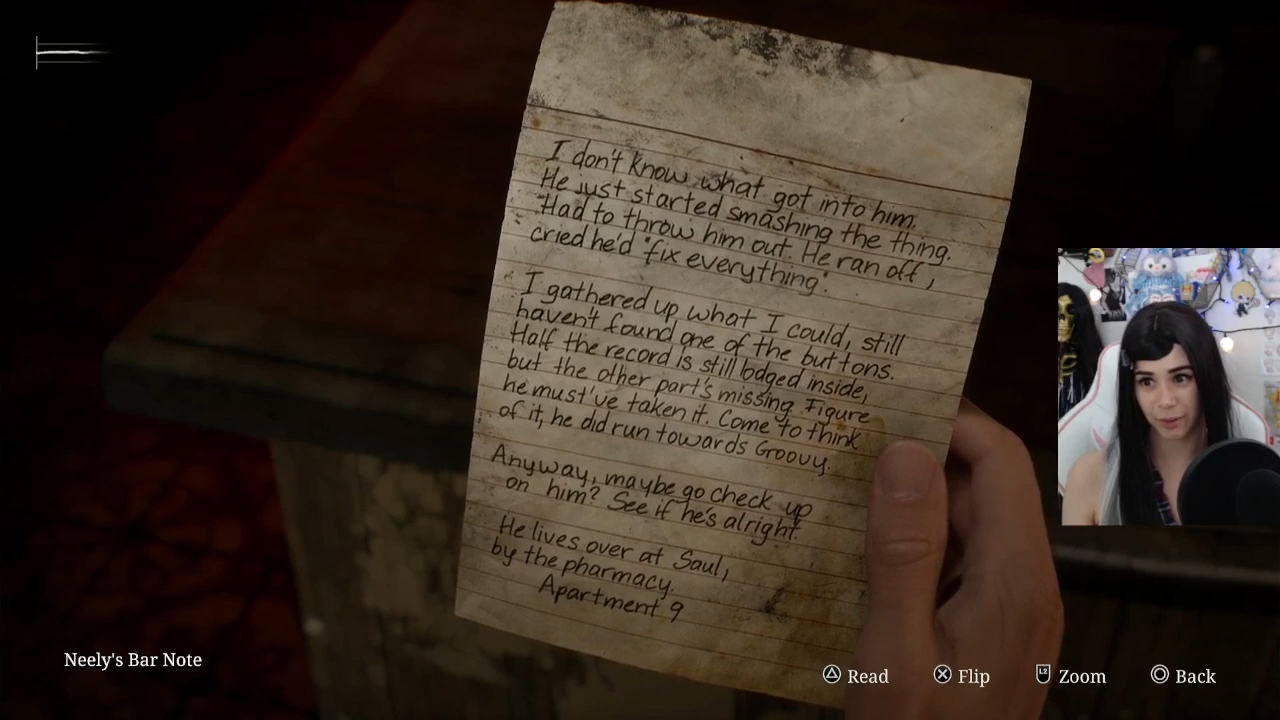 I don't know what got into him.
He just started smashing the thing.
Had to throw him out. He ran off,
cried he'd "fix everything".
I gathered up what I could, still
haven't found one of the buttons.
Half the record is still lodged inside,
but the other part's missing. Figure
he must've taken it. Come to think
of it, he did run towards Groovy.
Anyway, maybe go check up
on him? See if he's alright.
He lives over at Saul,
by the pharmacy.
Apartment 9
Neely's Bar Note
Read
Flip
L2 Zoom
Back